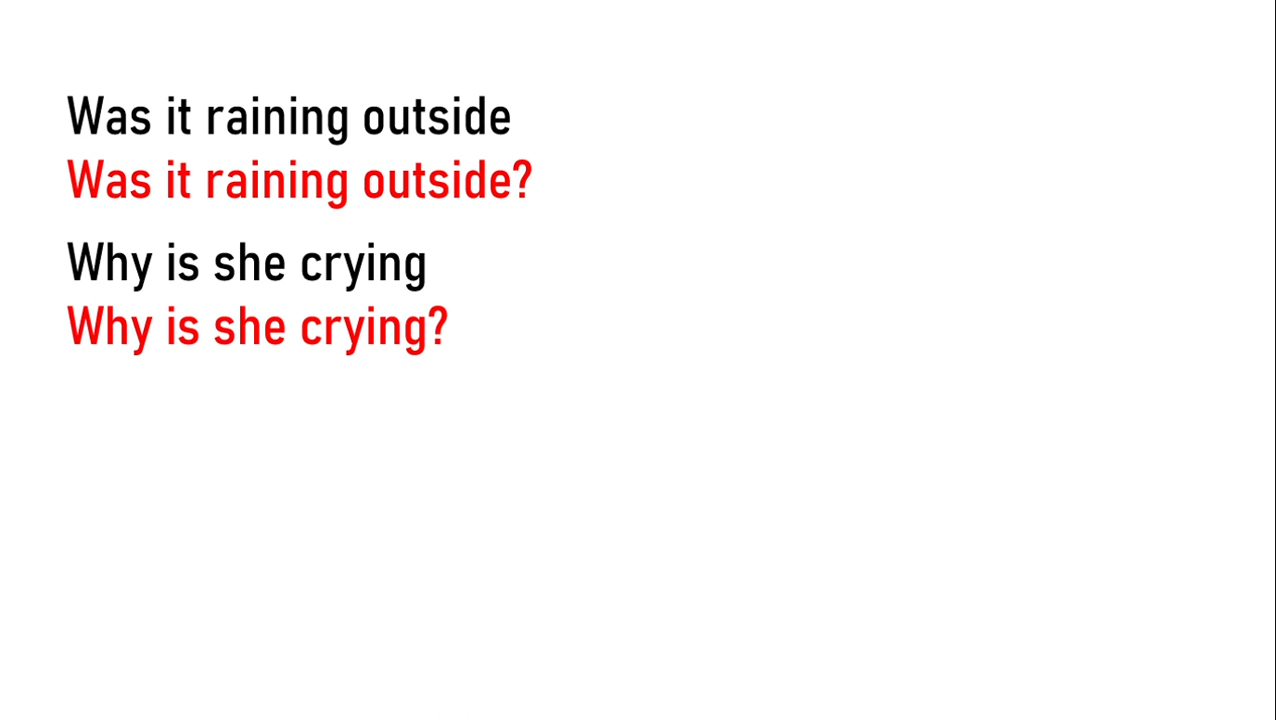 Was it raining outside
Was it raining outside?
Why is she crying
Why is she crying?